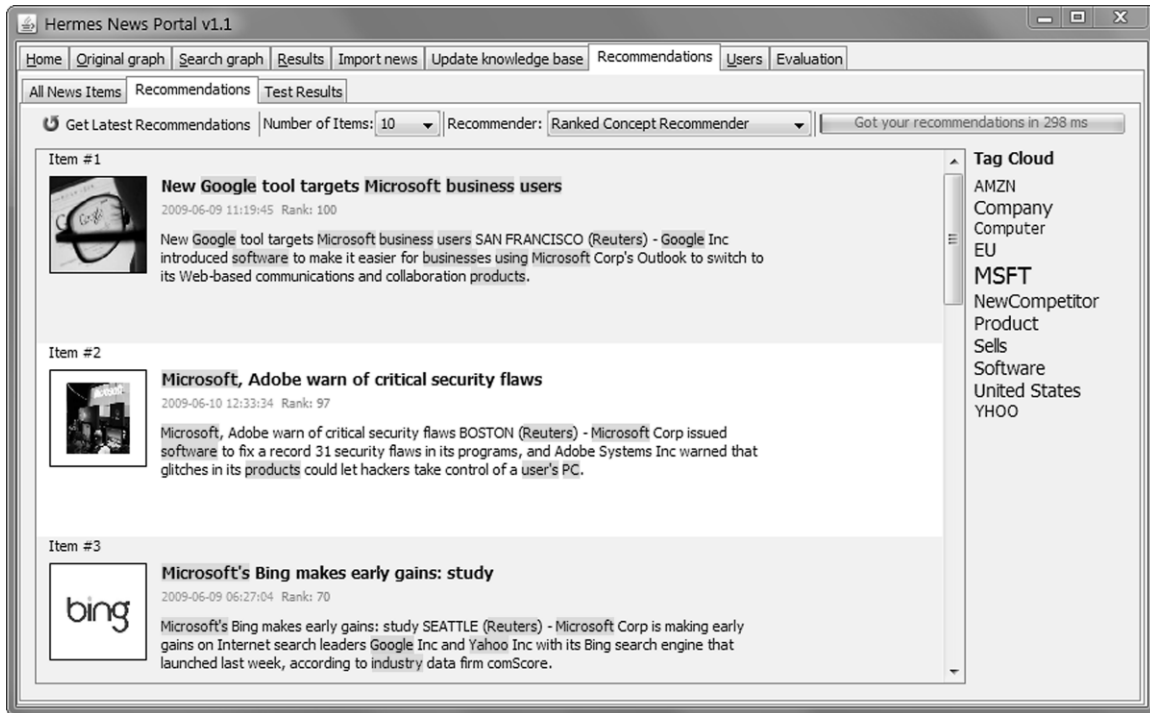 Hermes News Portal v1.1
Home Original graph Search graph Results Import news Update knowledge base Recommendations Users Evaluation
All News Items Recommendations Test Results
Get Latest Recommendations Number of Items: 10 Recommender: Ranked Concept Recommender Got your recommendations in 298 ms
Item #1
New Google tool targets Microsoft business users
2009-06-09 11:19:45 Rank: 100
New Google tool targets Microsoft business users SAN FRANCISCO (Reuters) - Google Inc
introduced software to make it easier for businesses using Microsoft Corp's Outlook to switch to
its Web-based communications and collaboration products.
Google
Item #2
Microsoft, Adobe warn of critical security flaws
2009-06-10 12:33:34 Rank: 97
Microsoft, Adobe warn of critical security flaws BOSTON (Reuters) - Microsoft Corp issued
software to fix a record 31 security flaws in its programs, and Adobe Systems Inc warned that
glitches in its products could let hackers take control of a user's PC.
Microsoft
Item #3
Microsoft's Bing makes early gains: study
2009-06-09 06:27:04 Rank: 70
Microsoft's Bing makes early gains: study SEATTLE (Reuters) - Microsoft Corp is making early
gains on Internet search leaders Google Inc and Yahoo Inc with its Bing search engine that
launched last week, according to industry data firm comScore.
bing
Tag Cloud
AMZN
Company
Computer
EU
MSFT
NewCompetitor
Product
Sells
Software
United States
YHOO